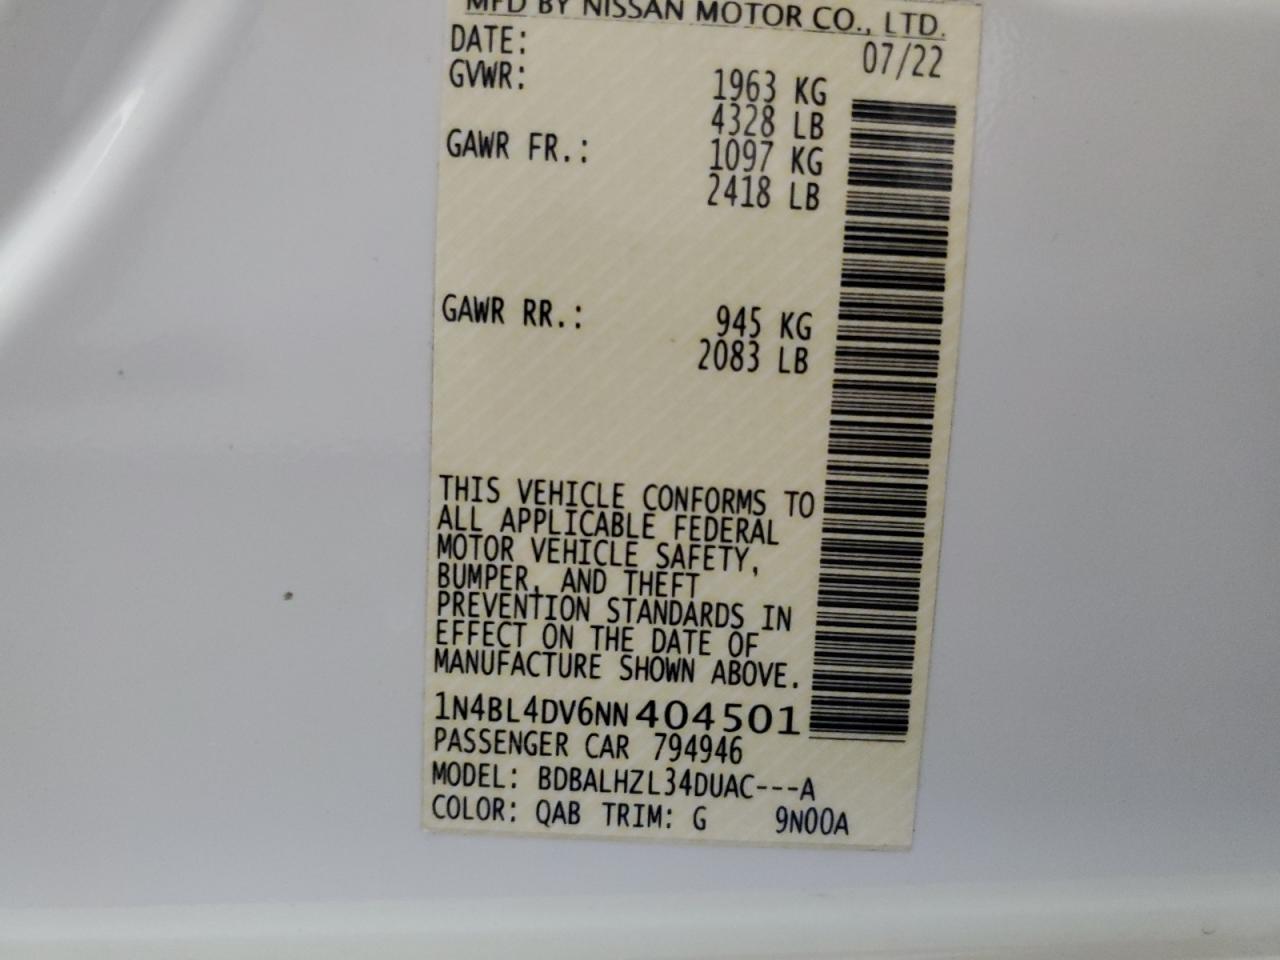 MFD BY NISSAN MOTOR CO., LTD.
DATE: 07/22
GVWR: 1963 KG
4328 LB
GAWR FR.: 1097 KG
2418 LB
GAWR RR.: 945 KG
2083 LB
THIS VEHICLE CONFORMS TO
ALL APPLICABLE FEDERAL
MOTOR VEHICLE SAFETY,
BUMPER, AND THEFT
PREVENTION STANDARDS IN
EFFECT ON THE DATE OF
MANUFACTURE SHOWN ABOVE.
1N4BL4DV6NN404501
PASSENGER CAR 794946
MODEL: BDBALHZL34DUAC---A
COLOR: QAB TRIM: G 9N00A